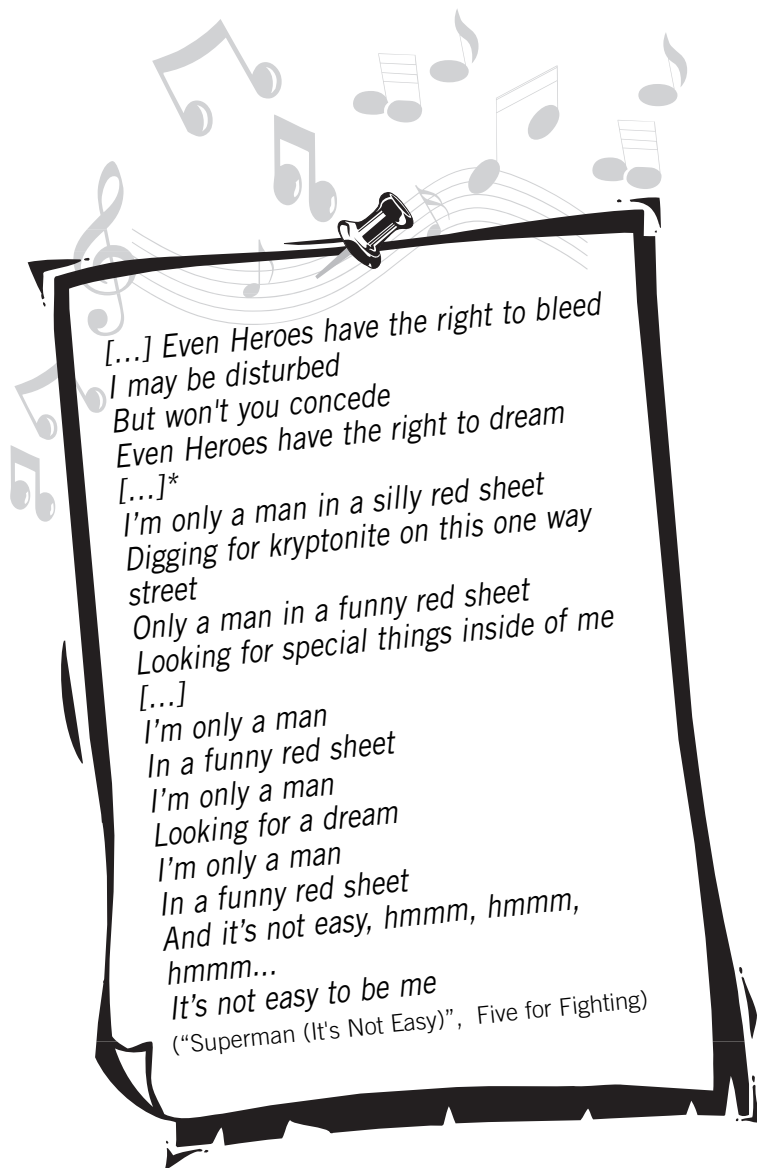 [...] Even Heroes have the right to bleed
I may be disturbed
But won't you concede
Even Heroes have the right to dream
[...]*
I’m only a man in a silly red sheet
Digging for kryptonite on this one way
street
Only a man in a funny red sheet
Looking for special things inside of me
[...]
I’m only a man
In a funny red sheet
I’m only a man
Looking for a dream
I’m only a man
In a funny red sheet
And it’s not easy, hmmm, hmmm,
hmmm...
It’s not easy to be me
(“Superman (It's Not Easy)”, Five for Fighting)